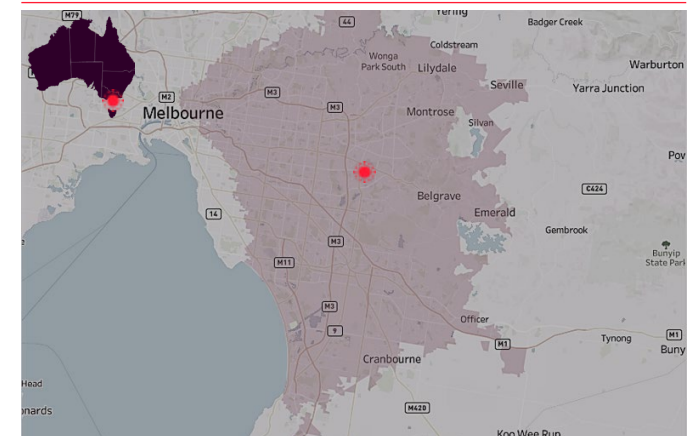 M79
44
Yering
Badger Creek
Coldstream
Wonga
Park South
Lilydale
Warburton
Seville
Yarra Junction
M2
M3
M3
Melbourne
Montrose
Silvan
Pow
C424
Belgrave
14
Emerald
Gembrook
M3
Bunyip
State Park
M11
M3
9
Officer
M1
Tynong
M1
Buny
Cranbourne
Head
onards
M420
Koo Wee Run